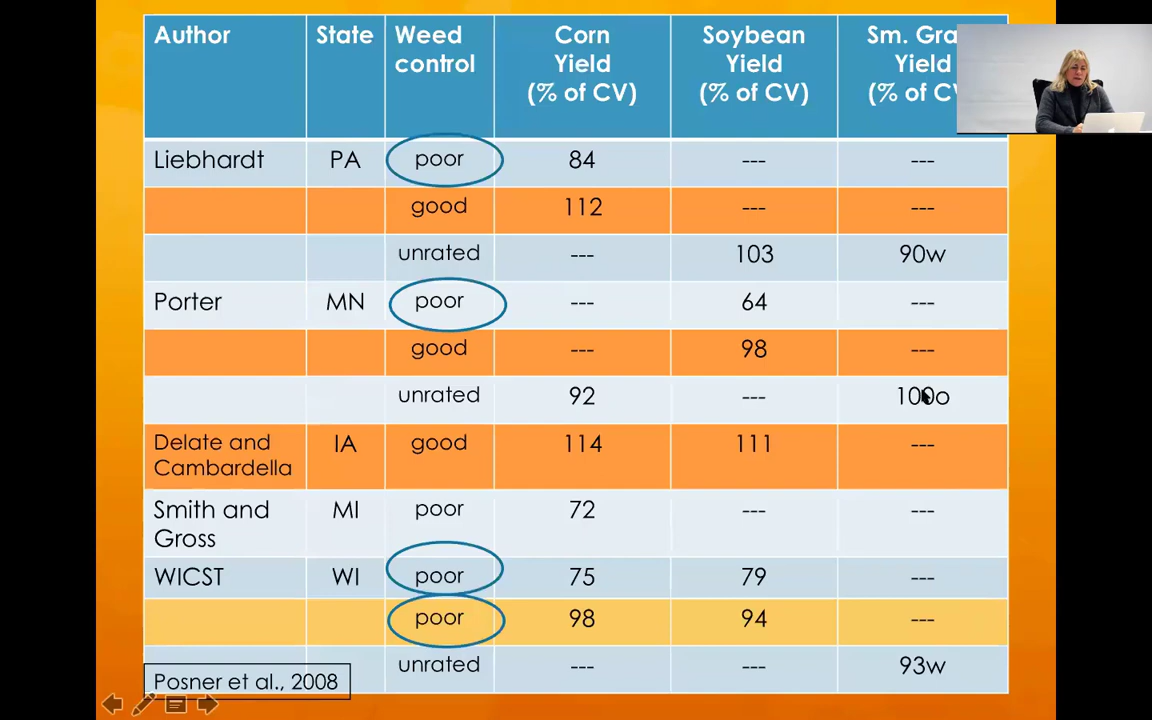 Author State Weed control Corn Yield (% of CV) Soybean Yield (% of CV) Sm. Gra Yield (% of CV
Liebhardt PA poor 84 --- ---
good 112 --- ---
unrated --- 103 90w
Porter MN poor --- 64 ---
good --- 98 ---
unrated 92 --- 100o
Delate and Cambardella IA good 114 111 ---
Smith and Gross MI poor 72 --- ---
WICST WI poor 75 79 ---
poor 98 94 ---
unrated --- --- 93w
Posner et al., 2008